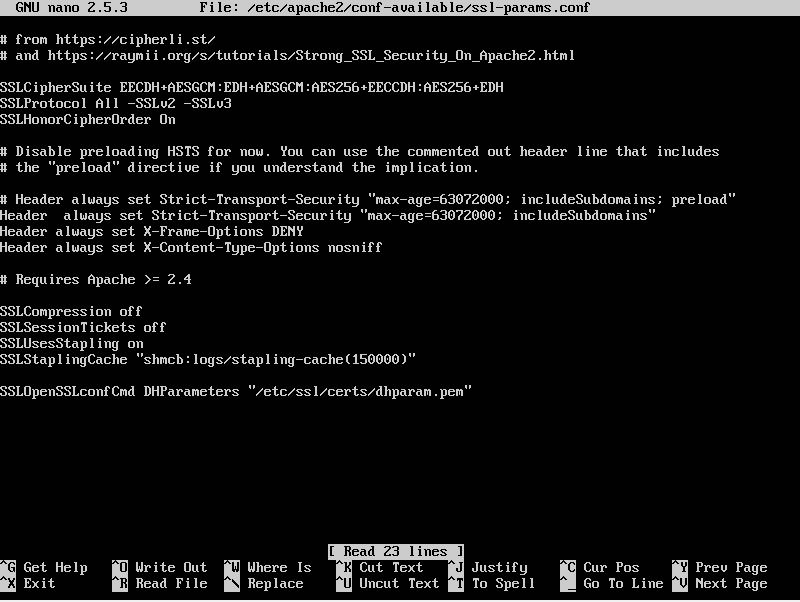 GNU nano 2.5.3 File: /etc/apache2/conf-available/ssl-params.conf
# from https://cipherli.st/
# and https://raymii.org/s/tutorials/Strong_SSL_Security_On_Apache2.html
SSLCipherSuite EECDH+AESGCM:EDH+AESGCM:AES256+EECCDH:AES256+EDH
SSLProtocol All -SSLv2 -SSLv3
SSLHonorCipherOrder On
# Disable preloading HSTS for now. You can use the commented out header line that includes
# the "preload" directive if you understand the implication.
# Header always set Strict-Transport-Security "max-age=63072000; includeSubdomains; preload"
Header  always set Strict-Transport-Security "max-age=63072000; includeSubdomains"
Header always set X-Frame-Options DENY
Header always set X-Content-Type-Options nosniff
# Requires Apache >= 2.4
SSLCompression off
SSLSessionTickets off
SSLUsesStapling on
SSLStaplingCache "shmcb:logs/stapling-cache(150000)"
SSLOpenSSLconfCmd DHParameters "/etc/ssl/certs/dhparam.pem"
[ Read 23 lines ]
^G Get Help ^O Write Out ^W Where Is ^K Cut Text ^J Justify ^C Cur Pos ^Y Prev Page
^X Exit ^R Read File ^\ Replace ^U Uncut Text ^T To Spell ^_ Go To Line ^V Next Page